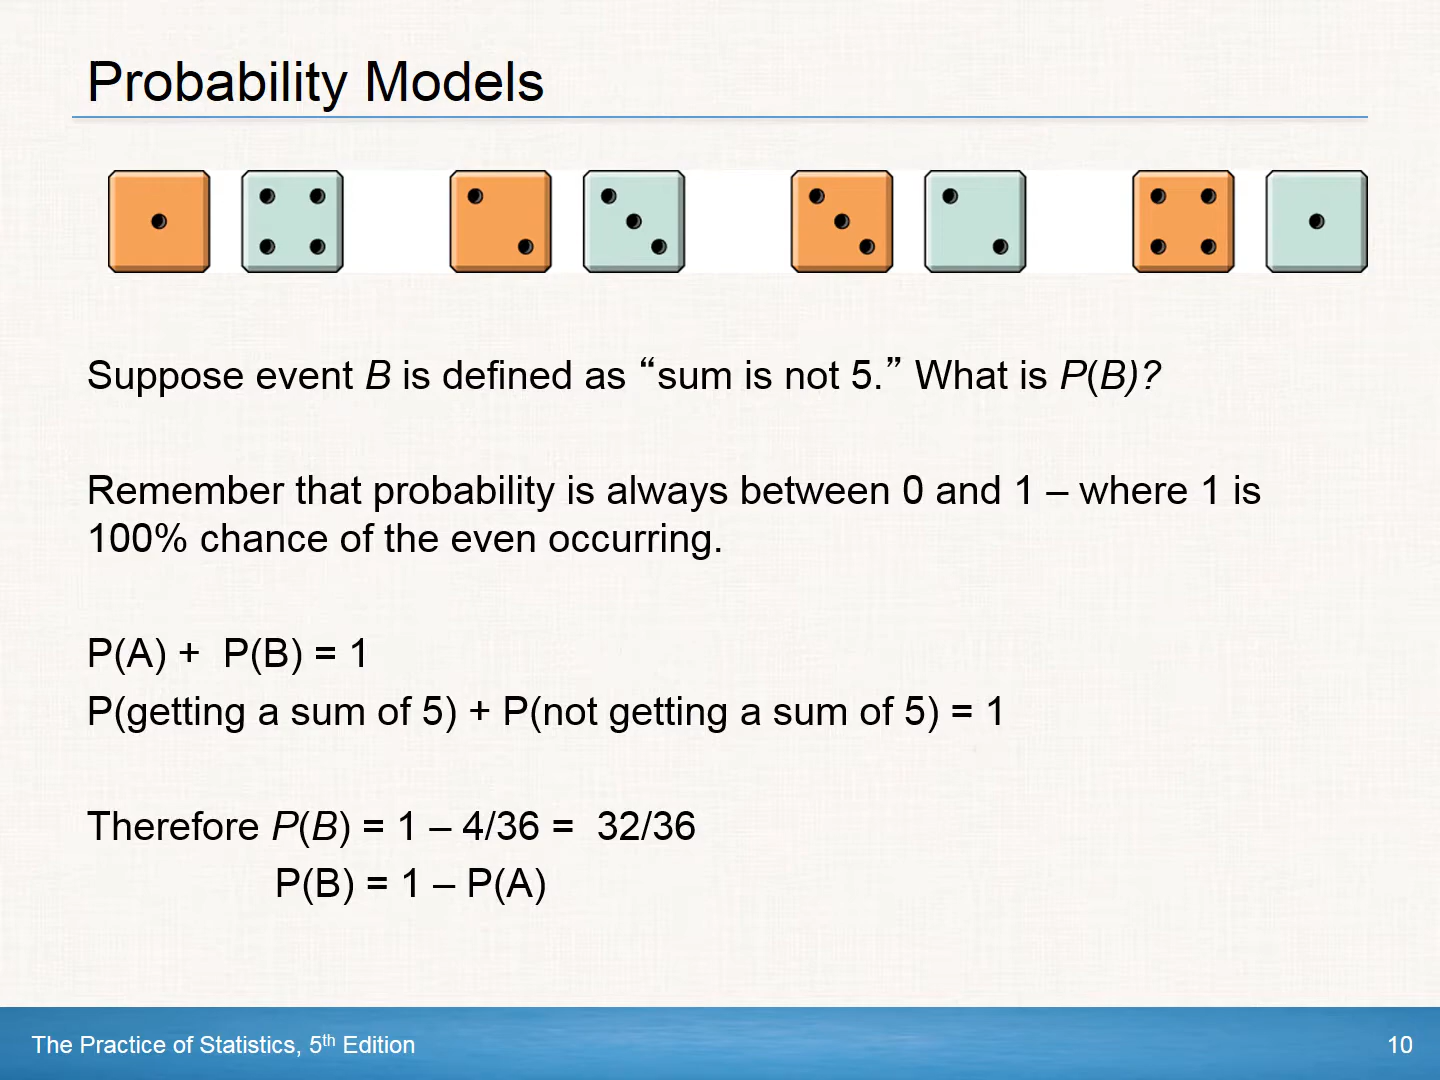 Probability Models
Suppose event B is defined as “sum is not 5.” What is P(B)?
Remember that probability is always between 0 and 1 – where 1 is
100% chance of the even occurring.
P(A) + P(B) = 1
P(getting a sum of 5) + P(not getting a sum of 5) = 1
Therefore P(B) = 1 – 4/36 = 32/36
P(B) = 1 – P(A)
The Practice of Statistics, 5th Edition 10